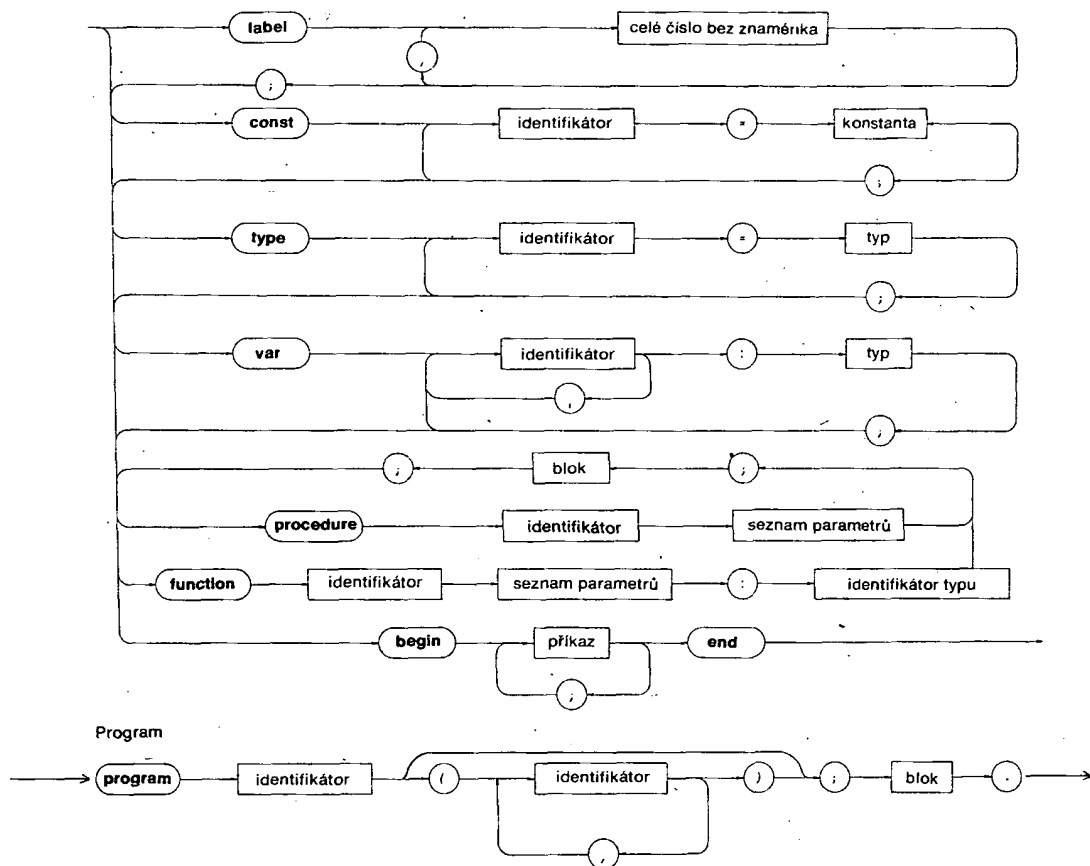 label celé číslo bez znaménka
,
;
const identifikátor = konstanta
;
type identifikátor = typ
;
var identifikátor : typ
,
;
; blok ;
procedure identifikátor seznam parametrů
function identifikátor seznam parametrů : identifikátor typu
begin příkaz end
;
Program
program identifikátor ( identifikátor ) ; blok .
,